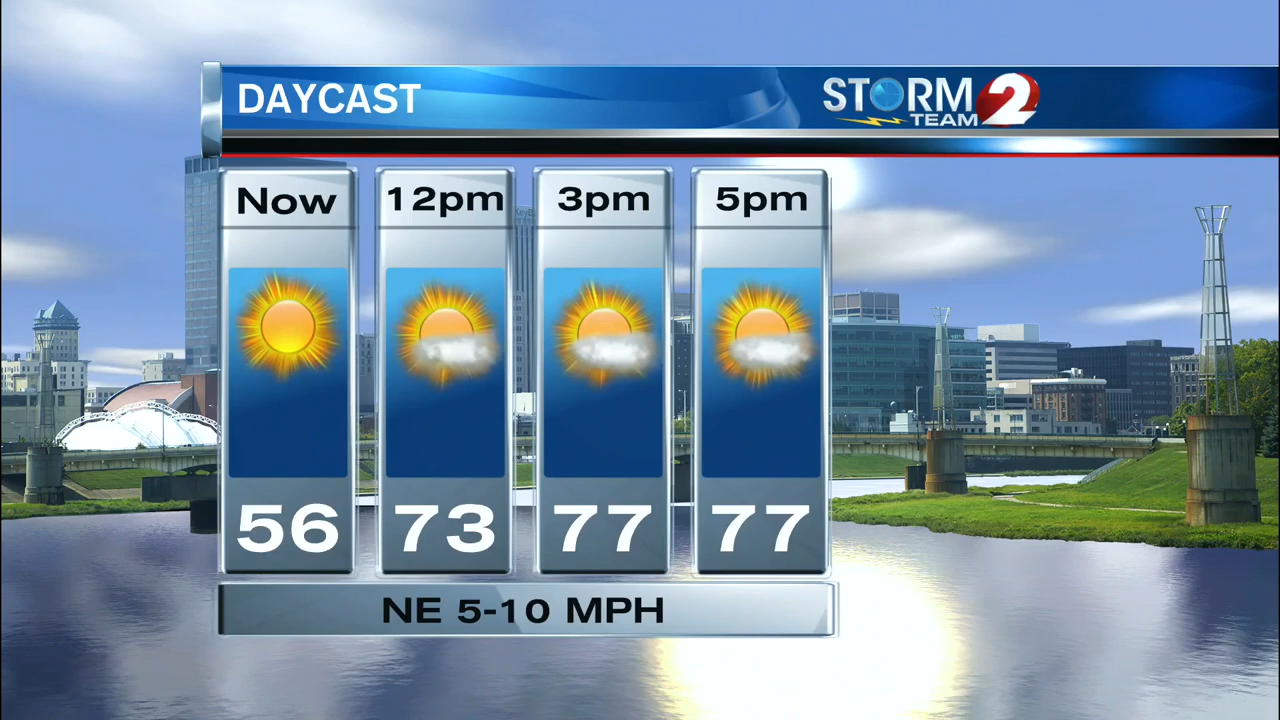 DAYCAST
STORM
TEAM 2
Now 12pm 3pm 5pm
56 73 77 77
NE 5-10 MPH